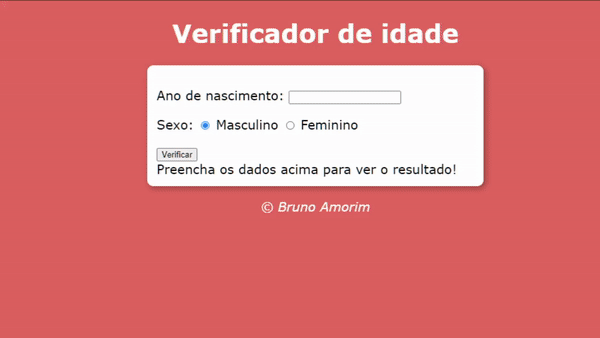 Verificador de idade
Ano de nascimento:
Sexo: Masculino Feminino
Verificar
Preencha os dados acima para ver o resultado!
© Bruno Amorim